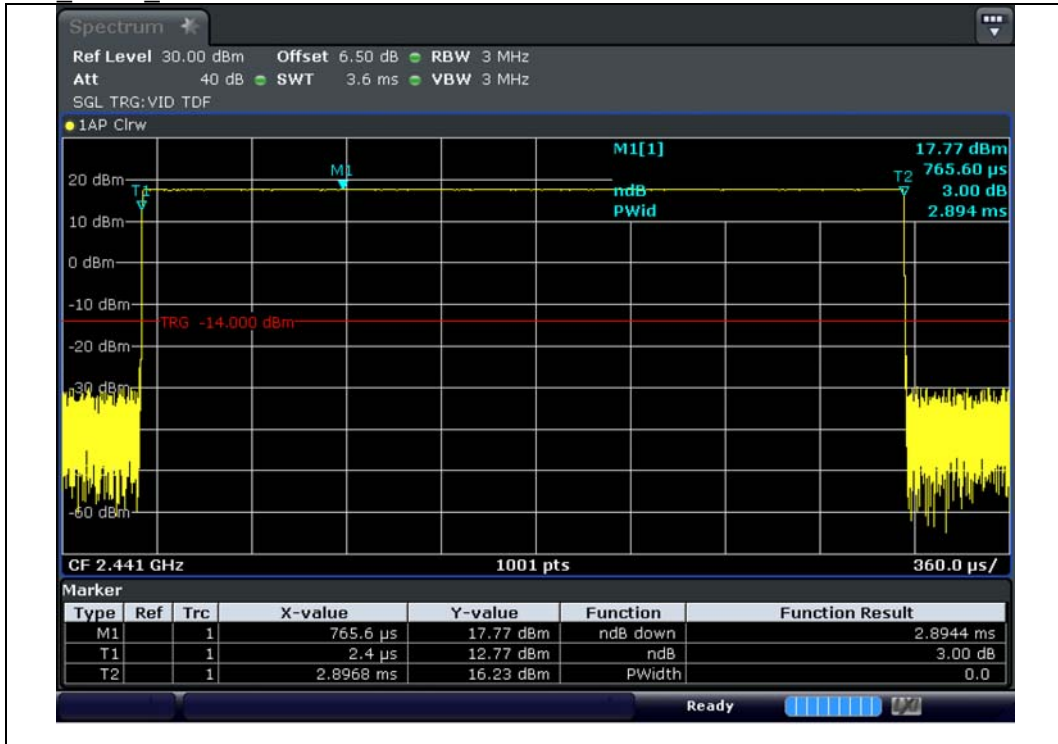 Spectrum
Ref Level 30.00 dBm Offset 6.50 dB RBW 3 MHz
Att 40 dB SWT 3.6 ms VBW 3 MHz
SGL TRG:VID TDF
1AP Clrw
M1[1] 17.77 dBm
765.60 µs
ndB 3.00 dB
PWid 2.894 ms
M1
T1
T2
20 dBm
10 dBm
0 dBm
-10 dBm
TRG -14.000 dBm
-20 dBm
-30 dBm
-60 dBm
CF 2.441 GHz 1001 pts 360.0 µs/
Marker
Type Ref Trc X-value Y-value Function Function Result
M1 1 765.6 µs 17.77 dBm ndB down 2.8944 ms
T1 1 2.4 µs 12.77 dBm ndB 3.00 dB
T2 1 2.8968 ms 16.23 dBm PWidth 0.0
Ready